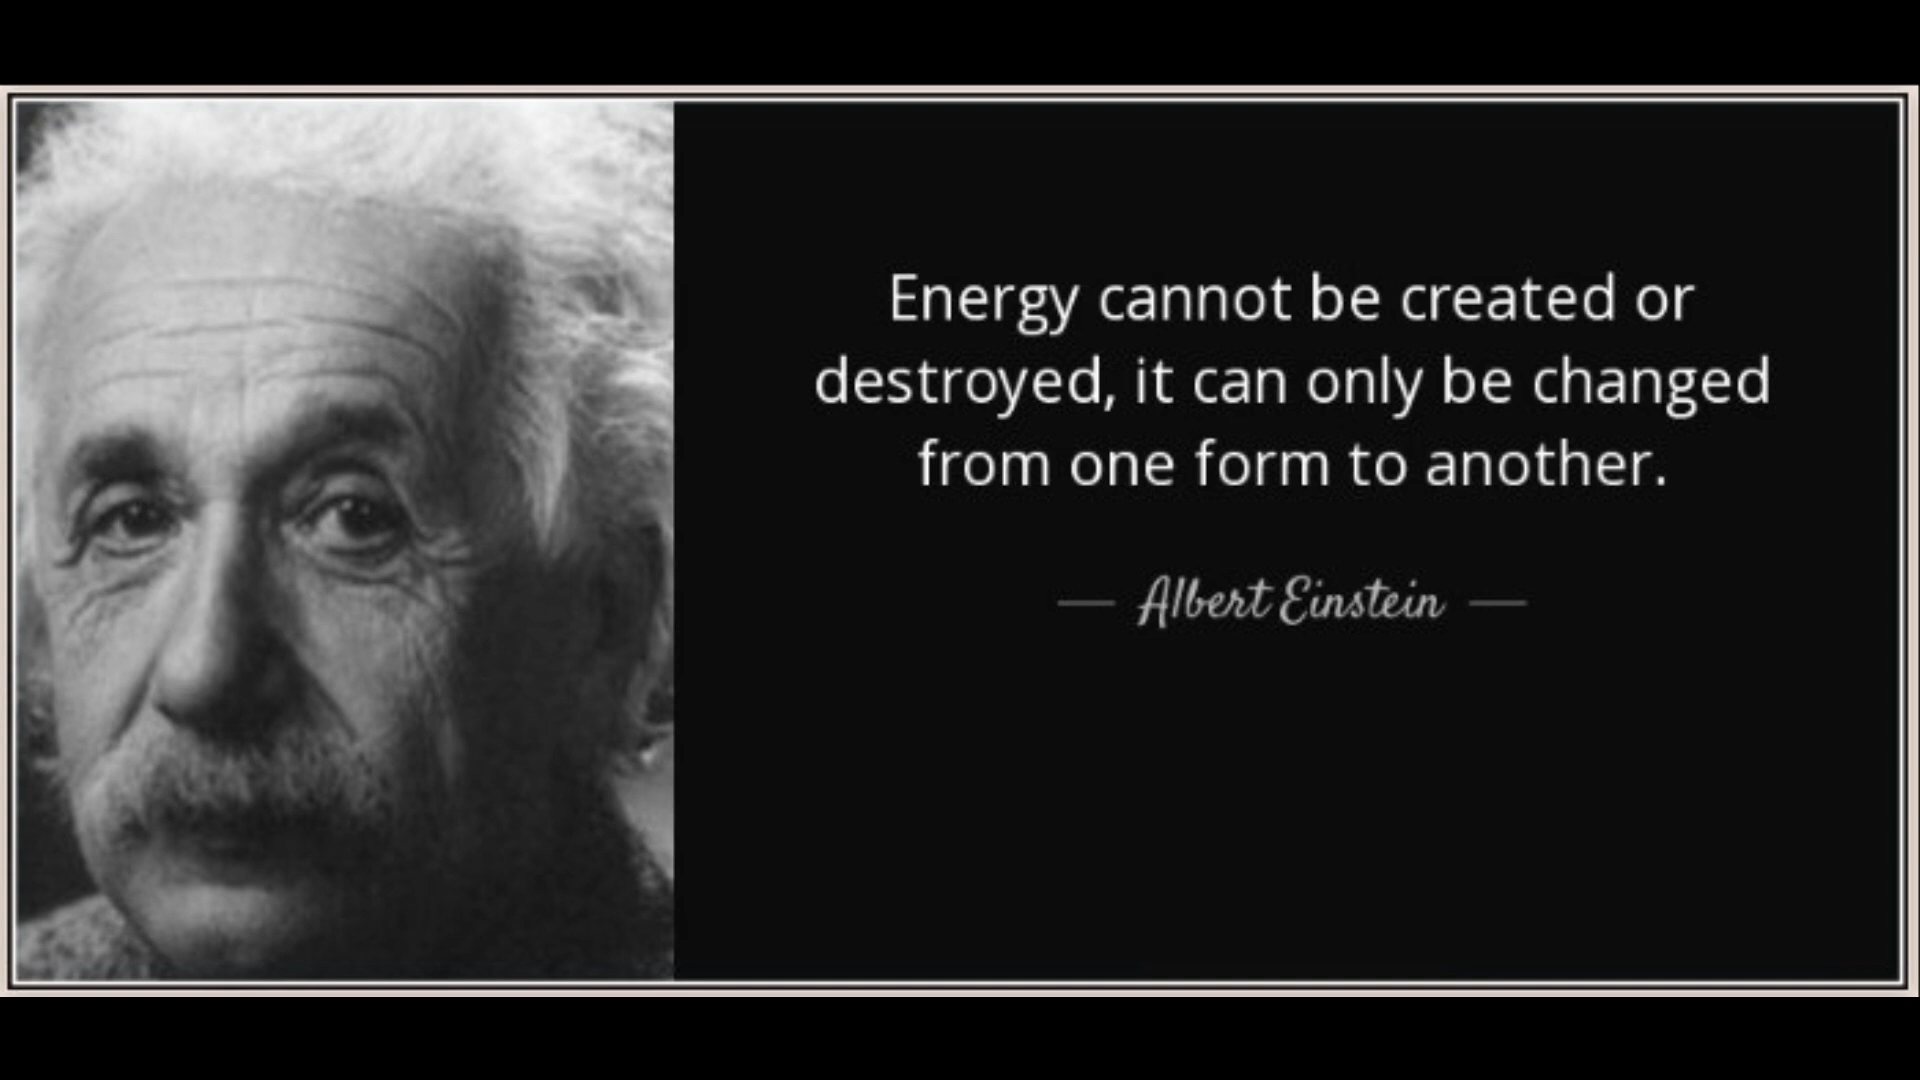 Energy cannot be created or
destroyed, it can only be changed
from one form to another.
— Albert Einstein —